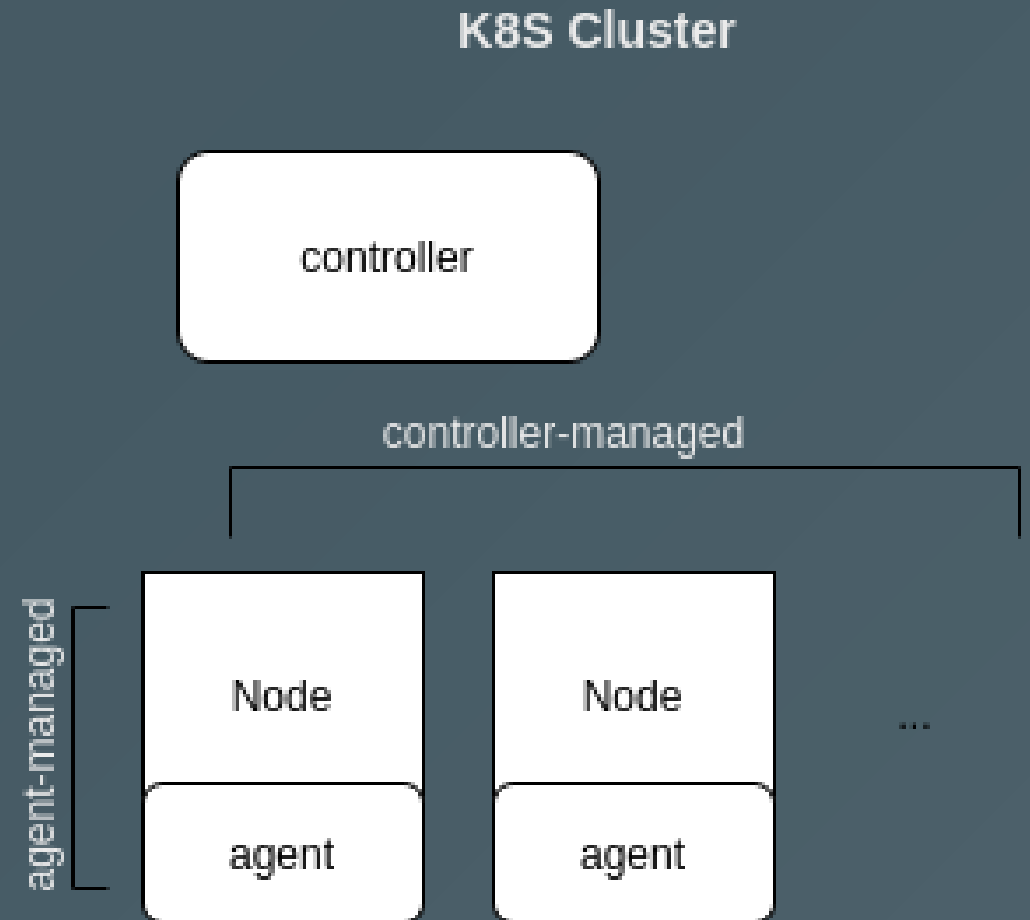 K8S Cluster
controller
controller-managed
agent-managed
Node
Node
...
agent
agent